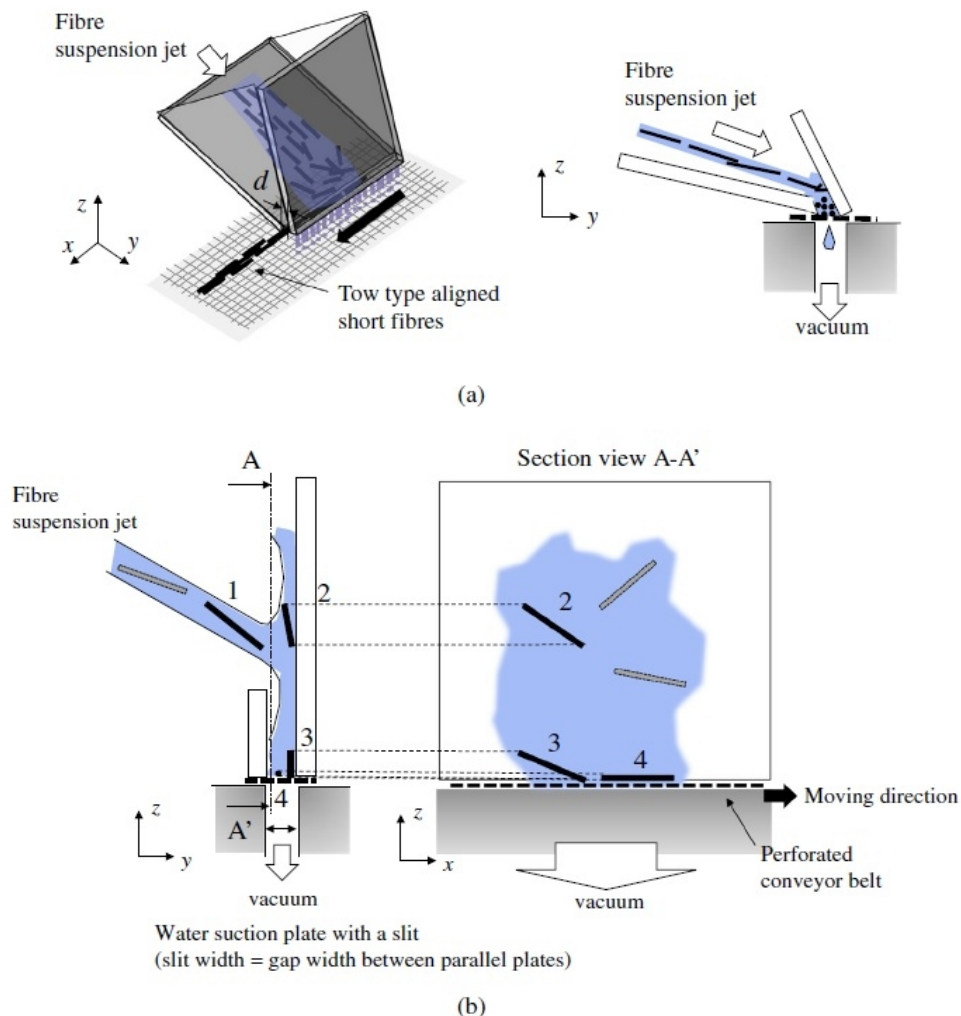 Fibre
suspension jet
d
z
x
y
Tow type aligned
short fibres
Fibre
suspension jet
z
y
vacuum
(a)
A
Section view A-A’
Fibre
suspension jet
1
2
2
3
3
4
4
A’
z
y
z
x
Moving direction
Perforated
conveyor belt
vacuum
vacuum
Water suction plate with a slit
(slit width = gap width between parallel plates)
(b)